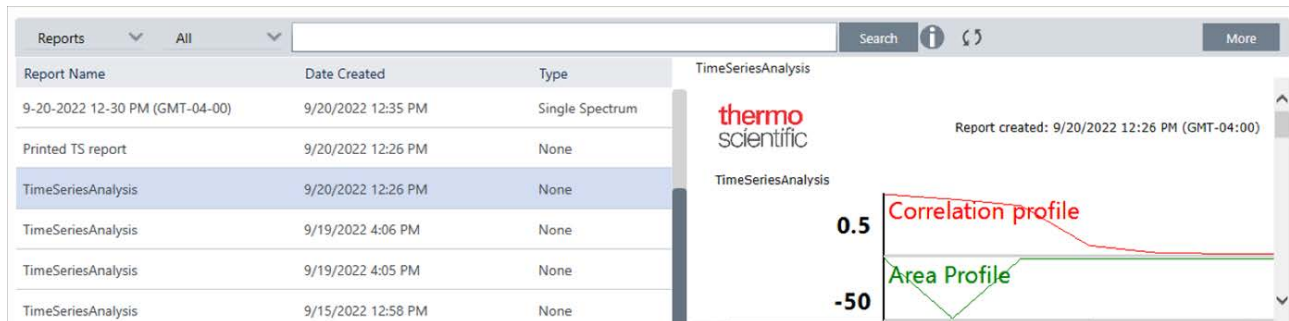 Reports All Search More
Report Name Date Created Type
9-20-2022 12-30 PM (GMT-04-00) 9/20/2022 12:35 PM Single Spectrum
Printed TS report 9/20/2022 12:26 PM None
TimeSeriesAnalysis 9/20/2022 12:26 PM None
TimeSeriesAnalysis 9/19/2022 4:06 PM None
TimeSeriesAnalysis 9/19/2022 4:05 PM None
TimeSeriesAnalysis 9/15/2022 12:58 PM None
TimeSeriesAnalysis
thermo
scientific
Report created: 9/20/2022 12:26 PM (GMT-04:00)
TimeSeriesAnalysis
0.5 Correlation profile
Area Profile
-50